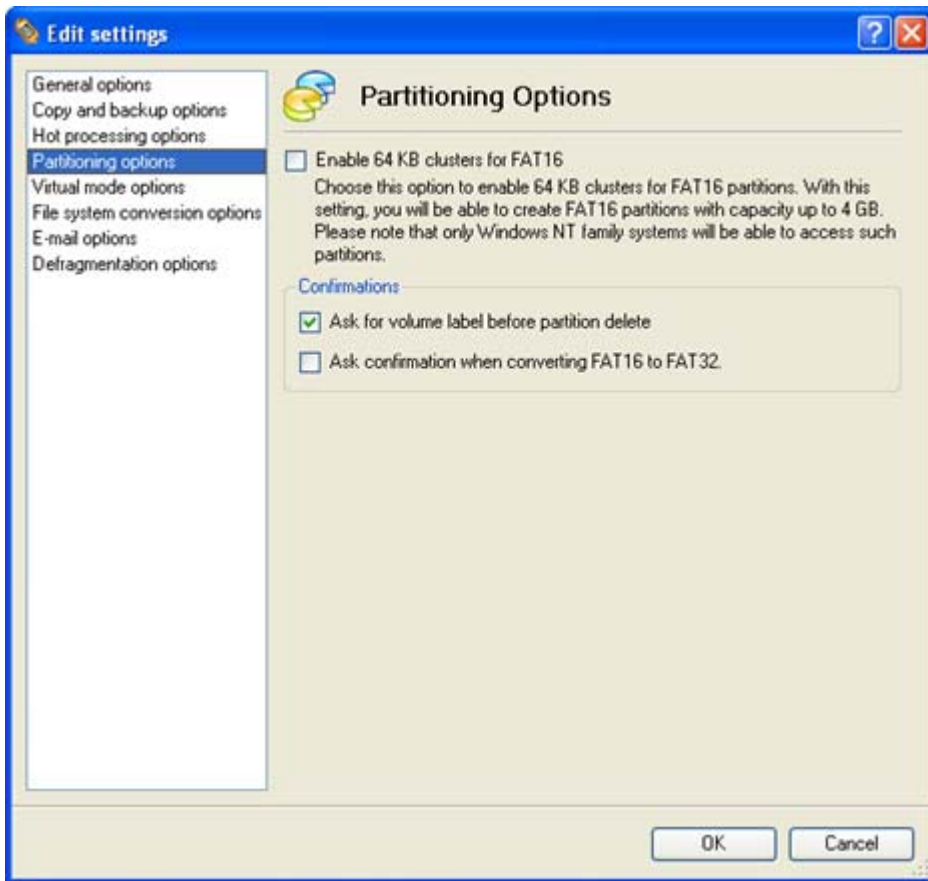 Edit settings
General options
Copy and backup options
Hot processing options
Partitioning options
Virtual mode options
File system conversion options
E-mail options
Defragmentation options
Partitioning Options
Enable 64 KB clusters for FAT16
Choose this option to enable 64 KB clusters for FAT16 partitions. With this
setting, you will be able to create FAT16 partitions with capacity up to 4 GB.
Please note that only Windows NT family systems will be able to access such
partitions.
Confirmations
Ask for volume label before partition delete
Ask confirmation when converting FAT16 to FAT32.
OK
Cancel